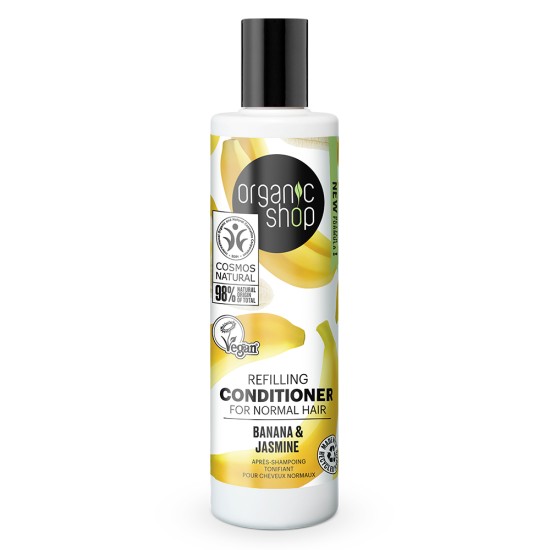 organic
shop
NEW
FORMULA!
COSMOS
NATURAL
98% NATURAL
ORIGIN
OF TOTAL
Vegan
REFILLING
CONDITIONER
FOR NORMAL HAIR
BANANA &
JASMINE
APRÈS-SHAMPOING
TONIFIANT
POUR CHEVEUX NORMAUX